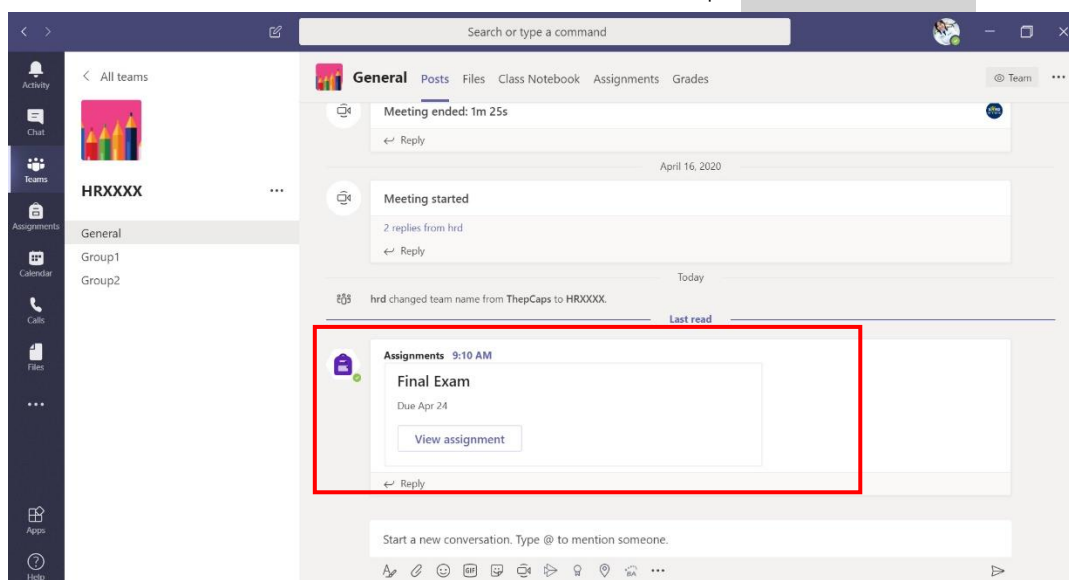 Search or type a command
Activity
Chat
Teams
Assignments
Calendar
Calls
Files
Apps
Help
All teams
HRXXXX
General
Group1
Group2
General Posts Files Class Notebook Assignments Grades
Team
Meeting ended: 1m 25s
Reply
April 16, 2020
Meeting started
2 replies from hrd
Reply
Today
hrd changed team name from ThepCaps to HRXXXX.
Last read
Assignments 9:10 AM
Final Exam
Due Apr 24
View assignment
Reply
Start a new conversation. Type @ to mention someone.
GIF